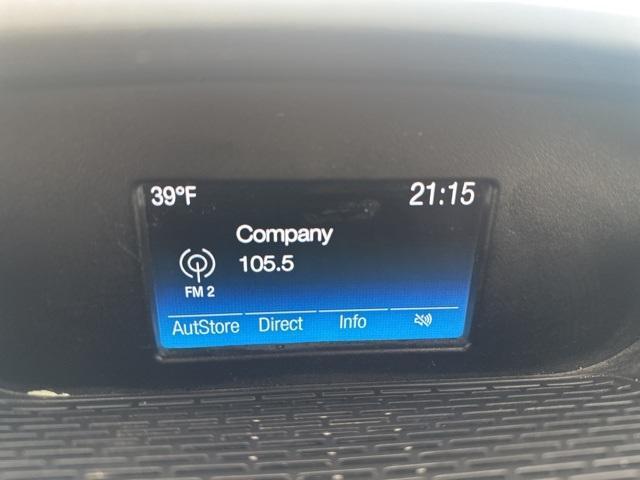 39°F 21:15
Company
105.5
FM 2
AutStore Direct Info